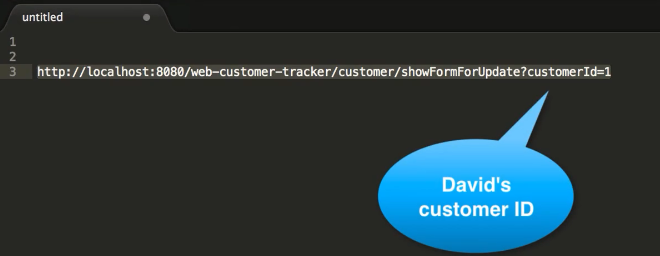 untitled
1
2
3 http://localhost:8080/web-customer-tracker/customer/showFormForUpdate?customerId=1
David's
customer ID